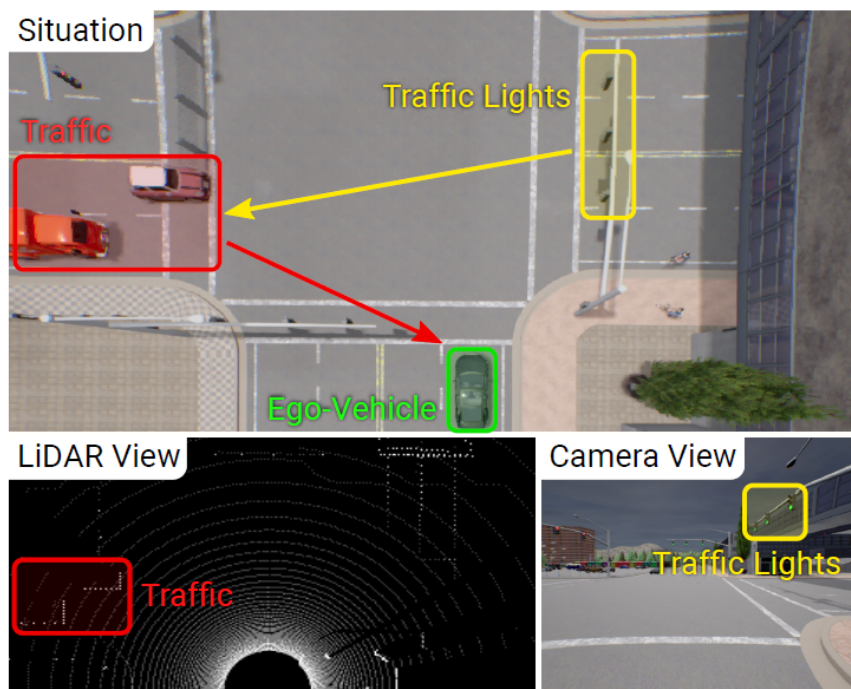 Situation
Traffic Lights
Traffic
Ego-Vehicle
LiDAR View
Camera View
Traffic
Traffic Lights